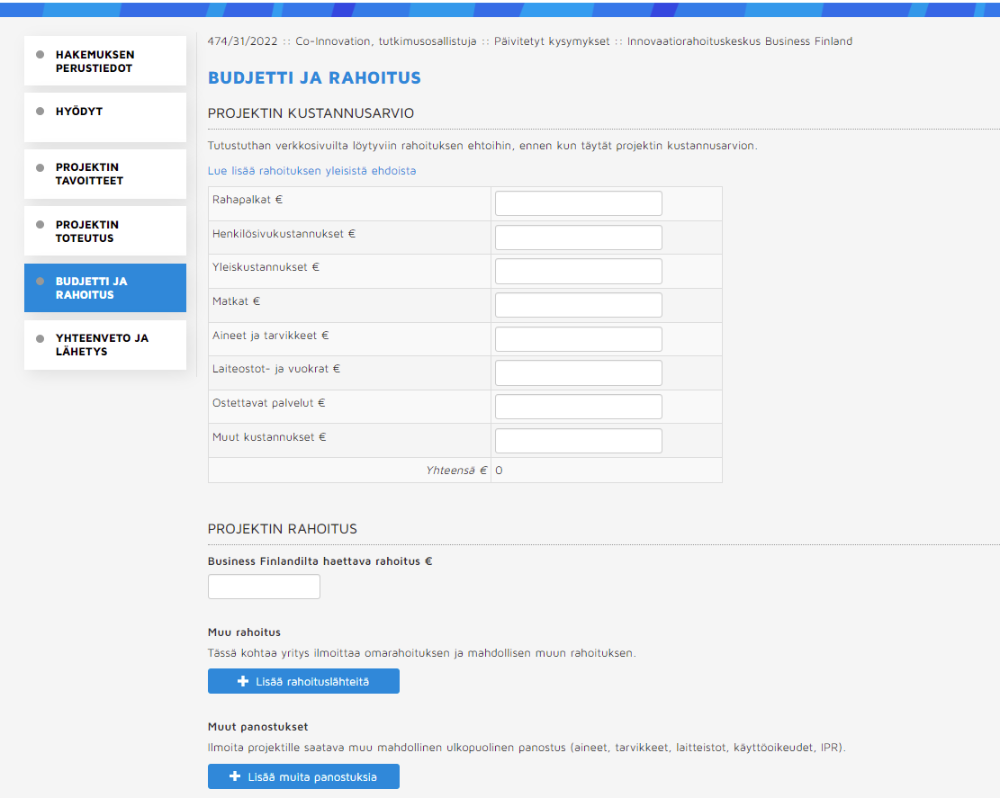 474/31/2022 :: Co-Innovation, tutkimusosallistuja :: Päivitetyt kysymykset :: Innovaatiorahoituskeskus Business Finland
HAKEMUKSEN
PERUSTIEDOT
HYÖDYT
PROJEKTIN
TAVOITTEET
PROJEKTIN
TOTEUTUS
BUDJETTI JA
RAHOITUS
YHTEENVETO JA
LÄHETYS
BUDJETTI JA RAHOITUS
PROJEKTIN KUSTANNUSARVIO
Tutustuthan verkkosivuilta löytyviin rahoituksen ehtoihin, ennen kun täytät projektin kustannusarvion.
Lue lisää rahoituksen yleisistä ehdoista
Rahapalkat €
Henkilösivukustannukset €
Yleiskustannukset €
Matkat €
Aineet ja tarvikkeet €
Laiteostot- ja vuokrat €
Ostettavat palvelut €
Muut kustannukset €
Yhteensä € 0
PROJEKTIN RAHOITUS
Business Finlandilta haettava rahoitus €
Muu rahoitus
Tässä kohtaa yritys ilmoittaa omarahoituksen ja mahdollisen muun rahoituksen.
Lisää rahoituslähteitä
Muut panostukset
Ilmoita projektille saatava muu mahdollinen ulkopuolinen panostus (aineet, tarvikkeet, laitteistot, käyttöoikeudet, IPR).
Lisää muita panostuksia